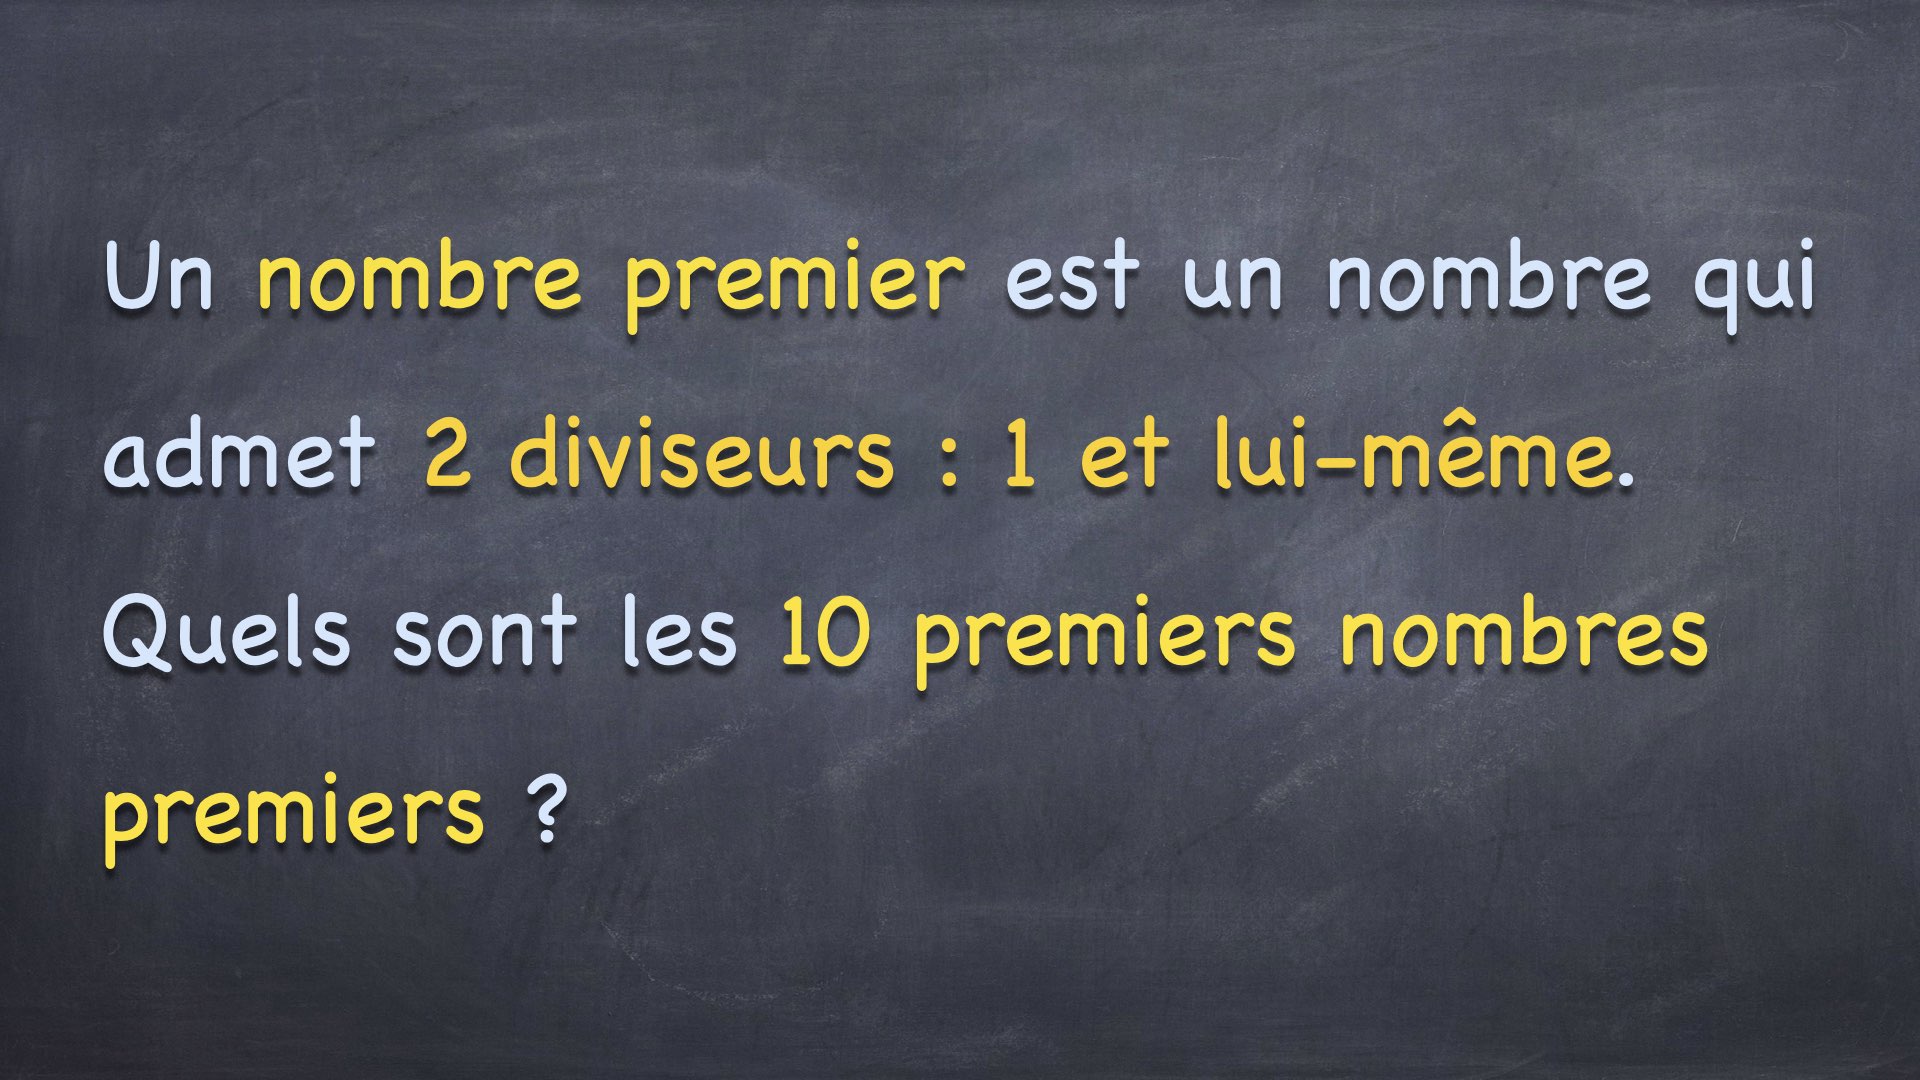 Un nombre premier est un nombre qui
admet 2 diviseurs : 1 et lui-même.
Quels sont les 10 premiers nombres
premiers ?